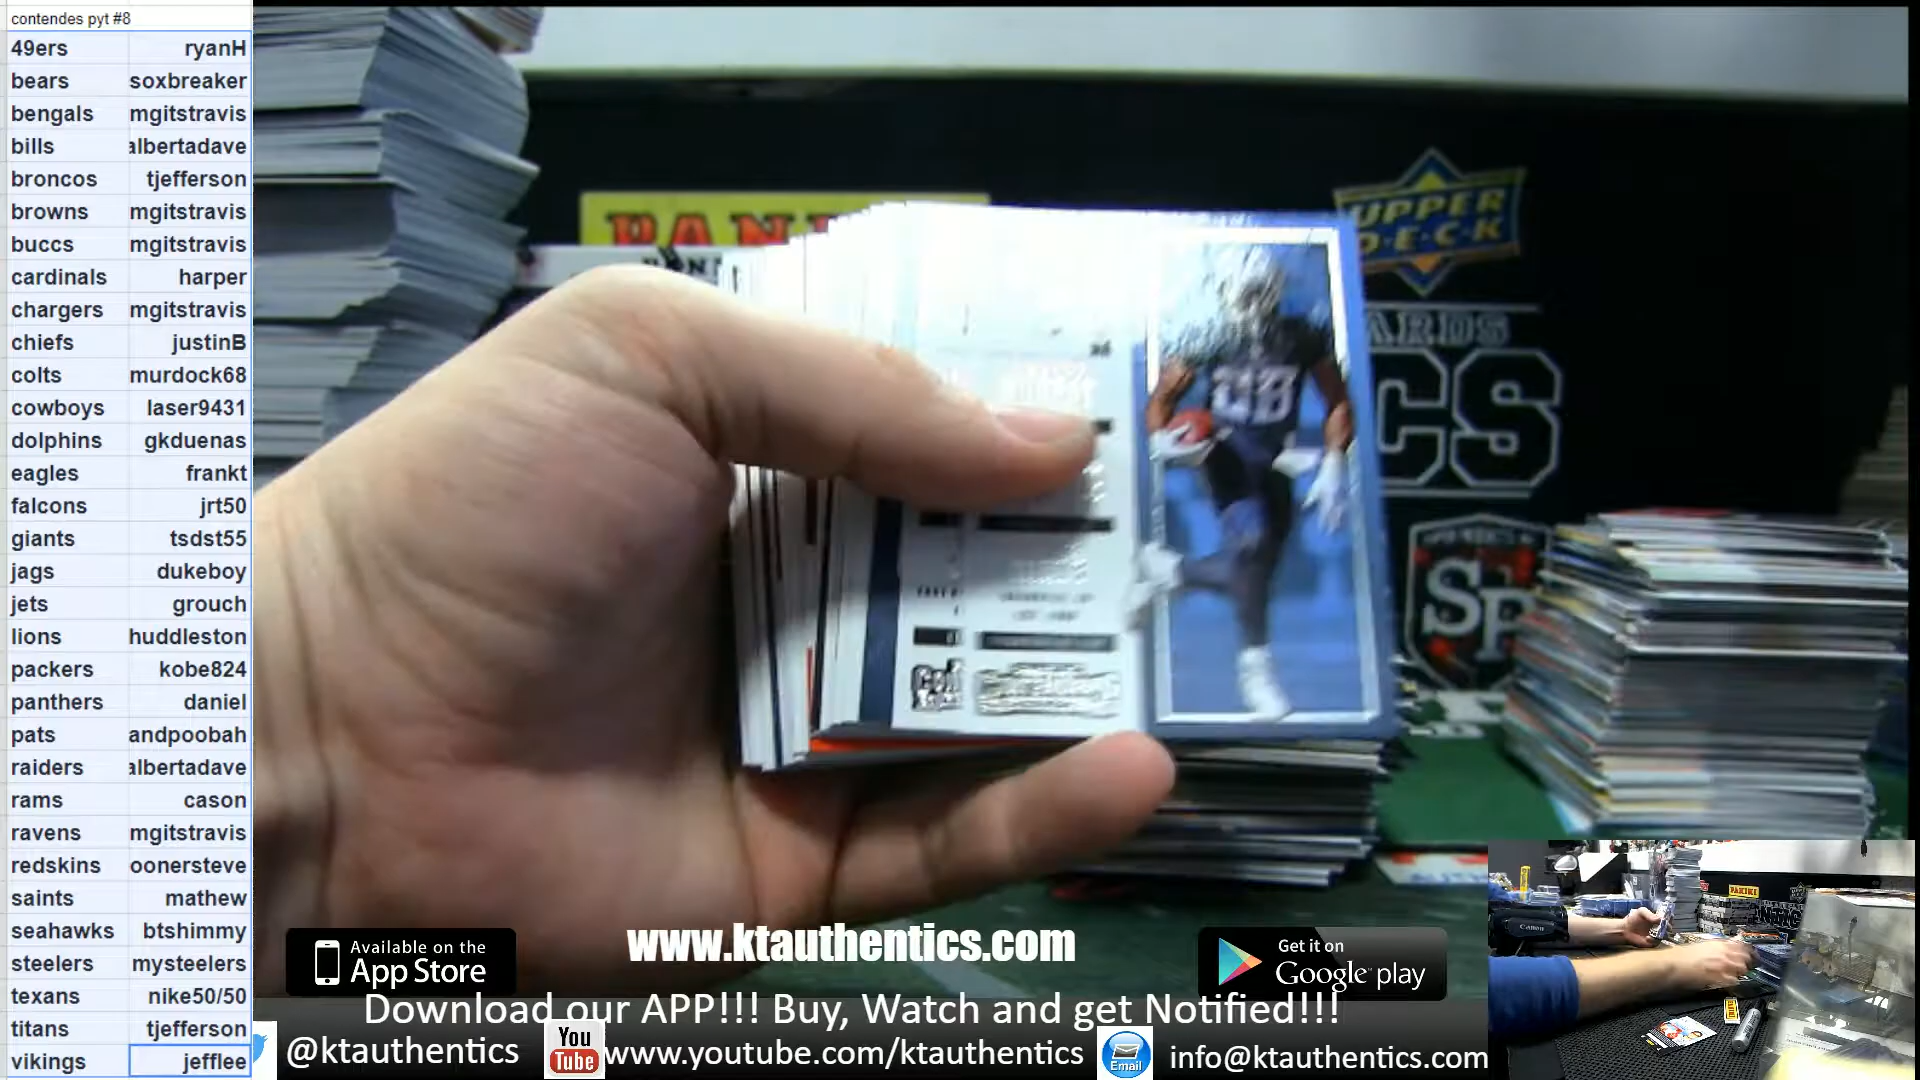 contendes pyt #8
49ers ryanH
bears soxbreaker
bengals mgitstravis
bills albertadave
broncos tjefferson
browns mgitstravis
buccs mgitstravis
cardinals harper
chargers mgitstravis
chiefs justinB
colts murdock68
cowboys laser9431
dolphins gkduenas
eagles frankt
falcons jrt50
giants tsdst55
jags dukeboy
jets grouch
lions huddleston
packers kobe824
panthers daniel
pats andpoobah
raiders albertadave
rams cason
ravens mgitstravis
redskins oonersteve
saints mathew
seahawks btshimmy
steelers mysteelers
texans nike50/50
titans tjefferson
vikings jefflee
PANI
UPPER
D.E.C.K
ARDS
ICS
SP
www.ktauthentics.com
Available on the
App Store
Get it on
Google play
Download our APP!!! Buy, Watch and get Notified!!!
@ktauthentics
You
Tube
www.youtube.com/ktauthentics
Email
info@ktauthentics.com